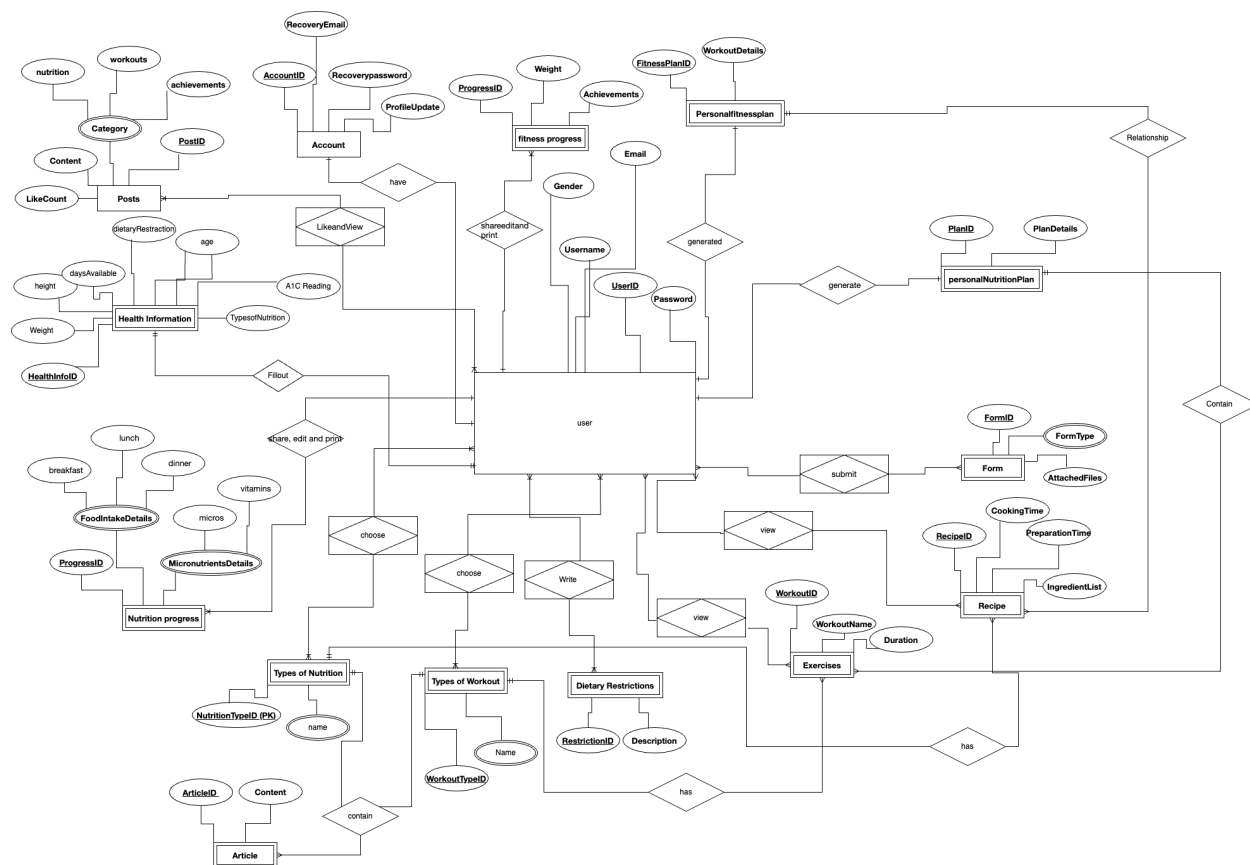 RecoveryEmail
workouts
nutrition
achievements
Category
AccountID
Recoverypassword
ProfileUpdate
Account
PostID
Content
LikeCount
Posts
have
LikeandView
Weight
ProgressID
Achievements
fitness progress
shareeditand
print
WorkoutDetails
FitnessPlanID
Personalfitnessplan
Relationship
Email
Gender
Username
UserID
Password
generated
generate
PlanID
PlanDetails
personalNutritionPlan
dietaryRestraction
age
daysAvailable
height
A1C Reading
Health Information
TypesofNutrition
Weight
HealthInfoID
Fillout
user
Contain
share, edit and print
lunch
breakfast
dinner
vitamins
FoodIntakeDetails
micros
MicronutrientsDetails
ProgressID
Nutrition progress
FormID
FormType
Form
AttachedFiles
submit
choose
choose
Write
view
view
CookingTime
RecipeID
PreparationTime
IngredientList
Recipe
WorkoutID
WorkoutName
Duration
Exercises
Types of Nutrition
NutritionTypeID (PK)
name
Types of Workout
Name
WorkoutTypeID
Dietary Restrictions
RestrictionID
Description
has
has
contain
ArticleID
Content
Article